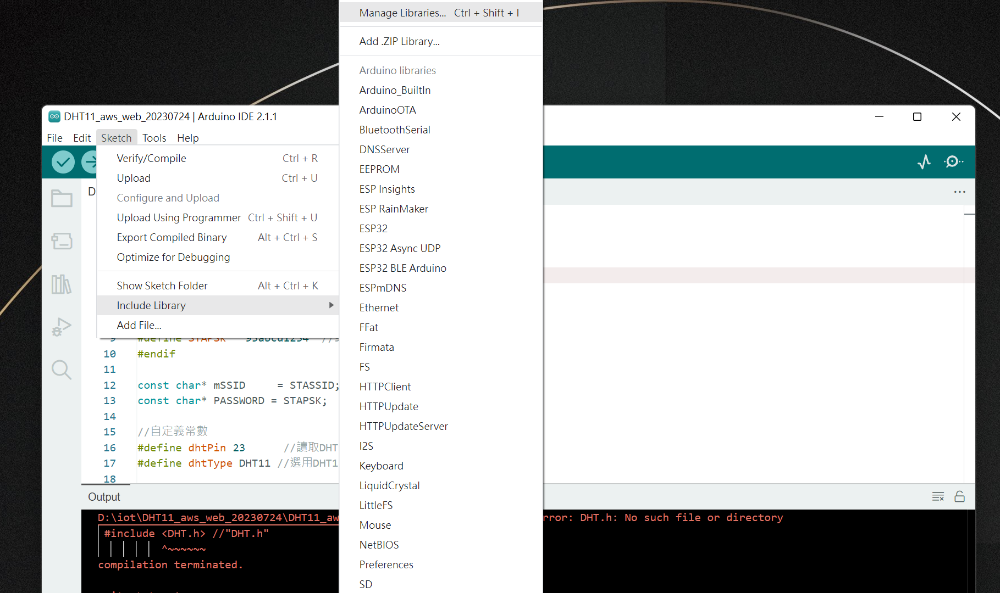 Manage Libraries... Ctrl + Shift + I
Add .ZIP Library...
Arduino libraries
Arduino_BuiltIn
ArduinoOTA
BluetoothSerial
DNSServer
EEPROM
ESP Insights
ESP RainMaker
ESP32
ESP32 Async UDP
ESP32 BLE Arduino
ESPmDNS
Ethernet
FFat
Firmata
FS
HTTPClient
HTTPUpdate
HTTPUpdateServer
I2S
Keyboard
LiquidCrystal
LittleFS
Mouse
NetBIOS
Preferences
SD
DHT11_aws_web_20230724 | Arduino IDE 2.1.1
File Edit Sketch Tools Help
Verify/Compile Ctrl + R
Upload Ctrl + U
Configure and Upload
Upload Using Programmer Ctrl + Shift + U
Export Compiled Binary Alt + Ctrl + S
Optimize for Debugging
Show Sketch Folder Alt + Ctrl + K
Include Library
Add File...
D
9 #define STAPSK
10 #endif
11
12 const char* mSSID = STASSID;
13 const char* PASSWORD = STAPSK;
14
15 //自定義常數
16 #define dhtPin 23 //讀取DHT
17 #define dhtType DHT11 //選用DHT1
18
Output
D:\iot\DHT11_aws_web_20230724\DHT11_aw rror: DHT.h: No such file or directory
#include <DHT.h> //"DHT.h"
^~~~~~~
compilation terminated.